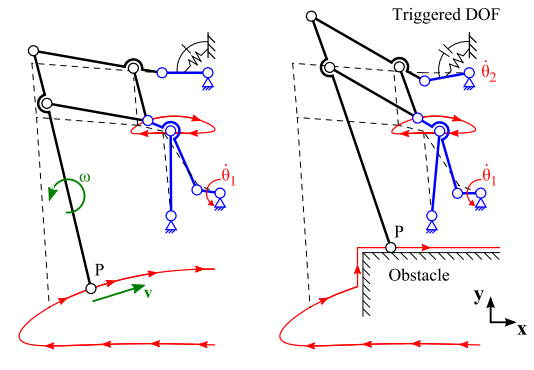 Triggered DOF
θ̇₂
θ̇₁
θ̇₁
ω
P
P
v
Obstacle
y
x